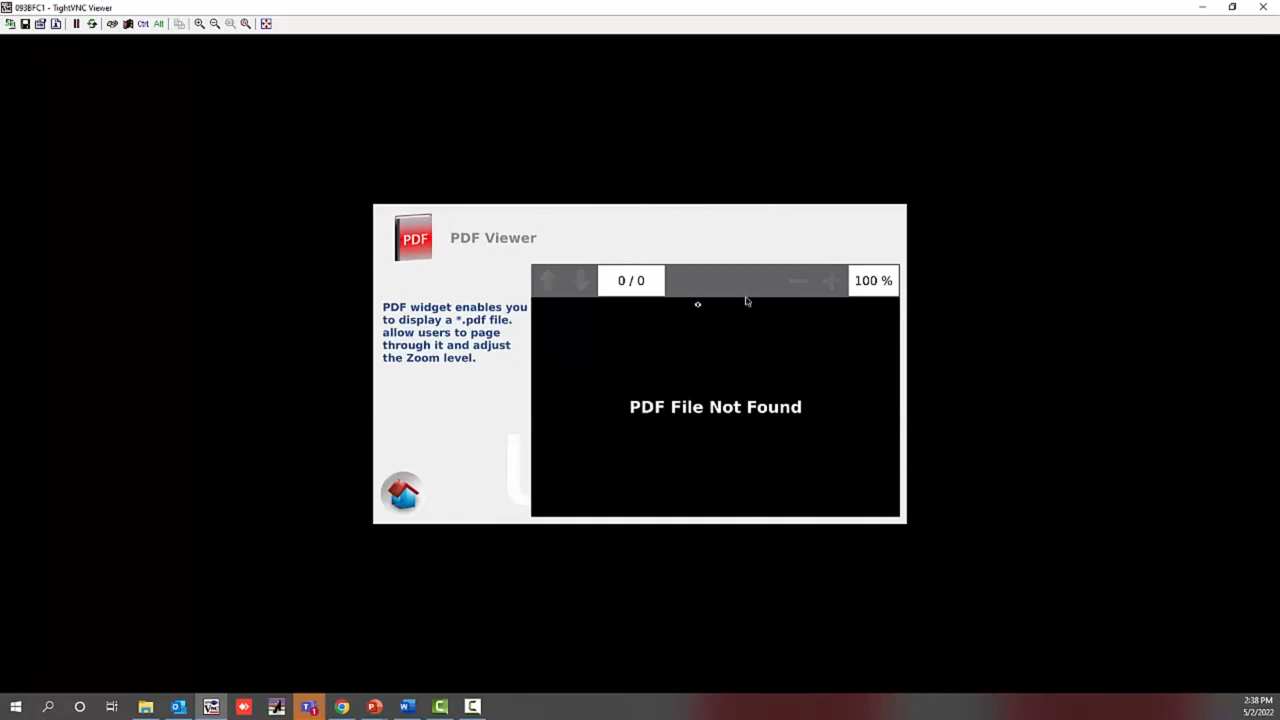 093BFC1 - TightVNC Viewer
Ctrl Alt
PDF
PDF Viewer
0 / 0
100 %
PDF widget enables you
to display a *.pdf file.
allow users to page
through it and adjust
the Zoom level.
PDF File Not Found
2:38 PM
5/2/2022